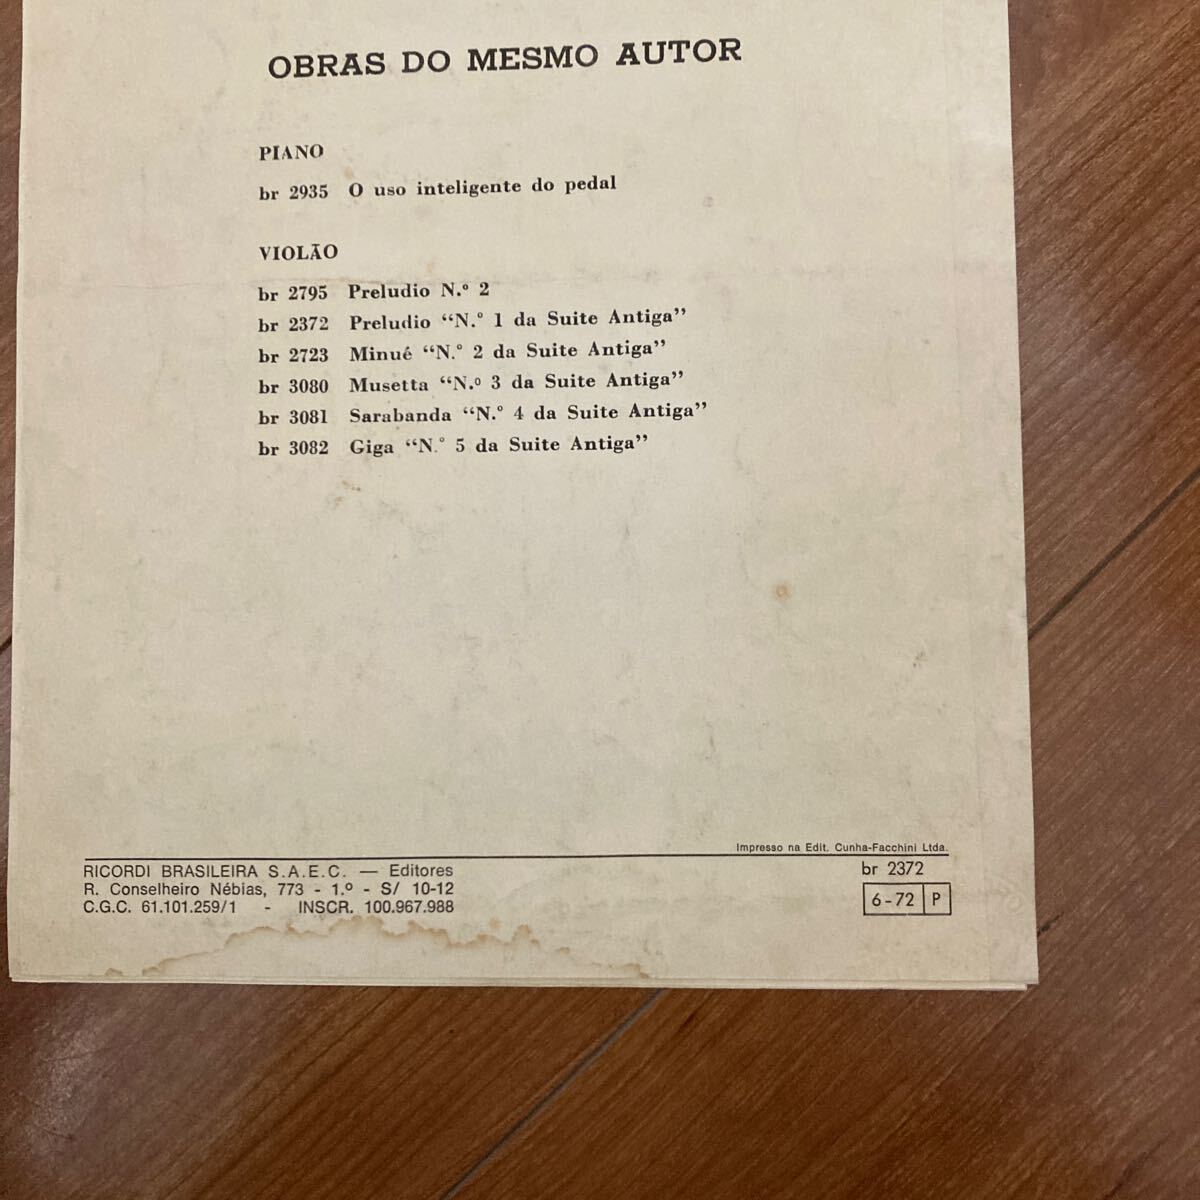 OBRAS DO MESMO AUTOR
PIANO
br 2935 O uso inteligente do pedal
VIOLÃO
br 2795 Preludio N.º 2
br 2372 Preludio “N.º 1 da Suite Antiga”
br 2723 Minué “N.º 2 da Suite Antiga”
br 3080 Musetta “N.º 3 da Suite Antiga”
br 3081 Sarabanda “N.º 4 da Suite Antiga”
br 3082 Giga “N.º 5 da Suite Antiga”
Impresso na Edit. Cunha-Facchini Ltda.
RICORDI BRASILEIRA S.A.E.C. — Editores
R. Conselheiro Nébias, 773 - 1.º - S/ 10-12
C.G.C. 61.101.259/1 - INSCR. 100.967.988
br 2372
6-72 P